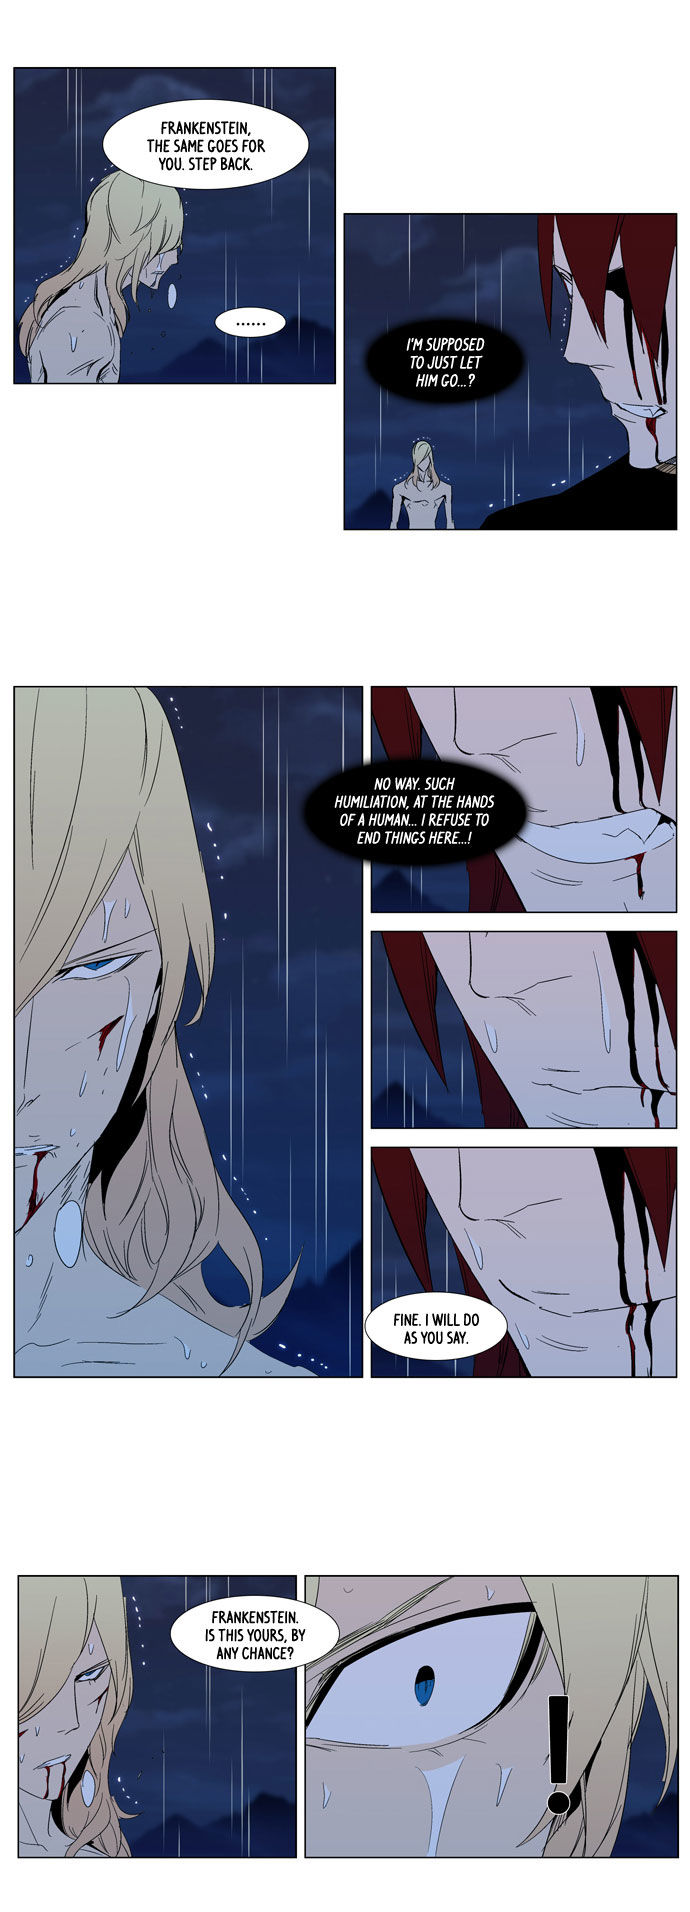 FRANKENSTEIN,
THE SAME GOES FOR
YOU. STEP BACK.
......
I'M SUPPOSED
TO JUST LET
HIM GO...?
NO WAY. SUCH
HUMILIATION, AT THE HANDS
OF A HUMAN... I REFUSE TO
END THINGS HERE...!
FINE. I WILL DO
AS YOU SAY.
FRANKENSTEIN.
IS THIS YOURS, BY
ANY CHANCE?
!